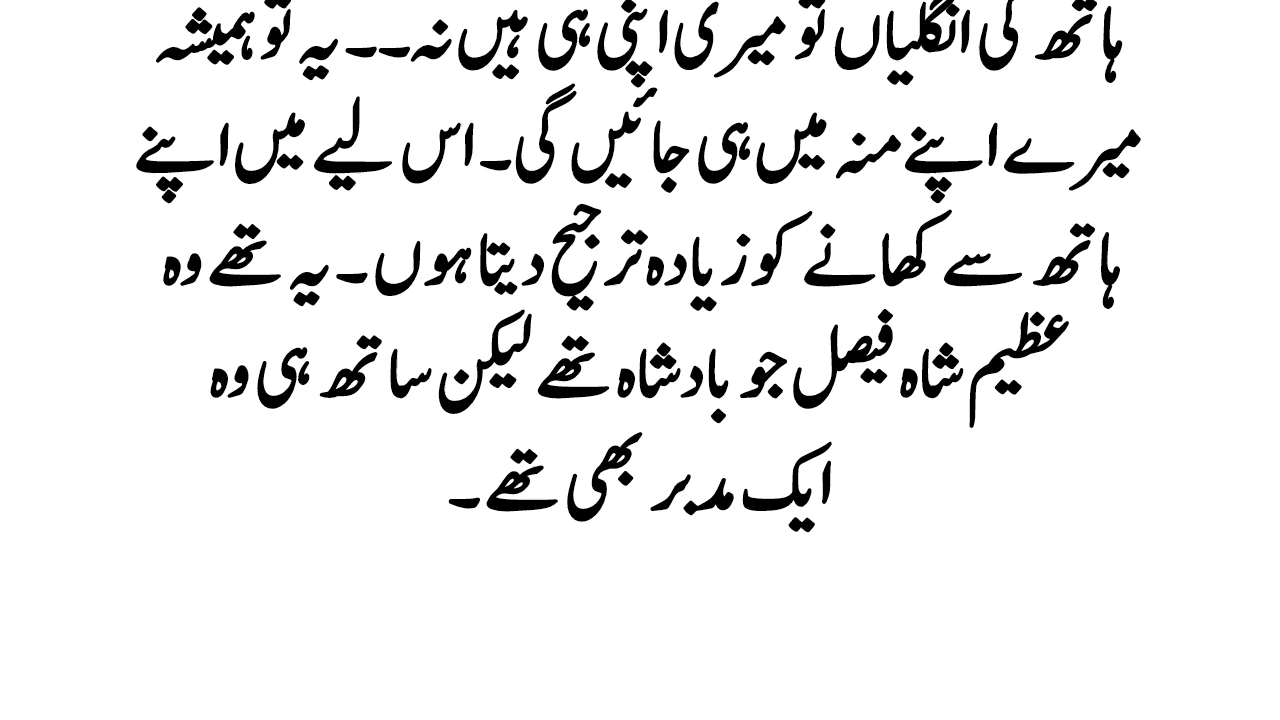 ہاتھ کی انگلیاں تو میری اپنی ہی ہیں نہ۔۔ یہ تو ہمیشہ
میرے اپنے منہ میں ہی جائیں گی۔ اس لیے میں اپنے
ہاتھ سے کھانے کو زیادہ ترجیح دیتا ہوں۔ یہ تھے وہ
عظیم شاہ فیصل جو بادشاہ تھے لیکن ساتھ ہی وہ
ایک مدبر بھی تھے۔